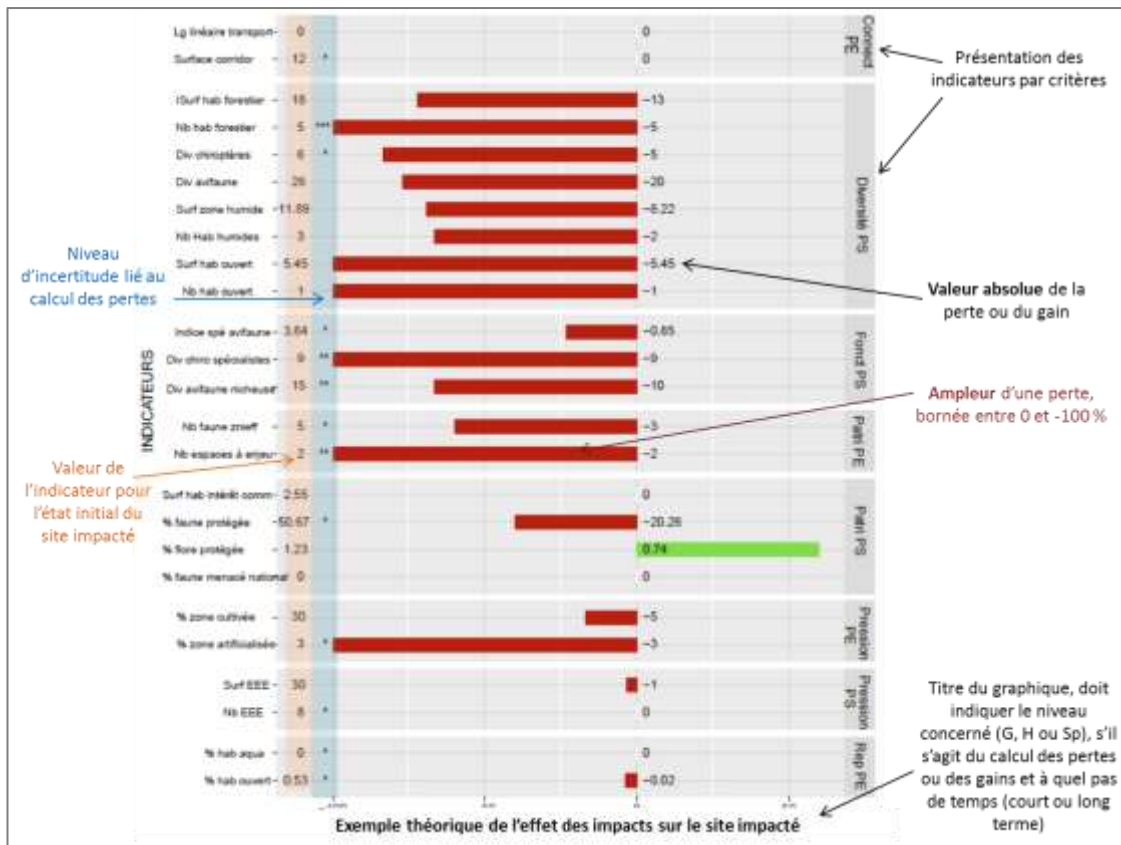 Lg linéaire transport- 0 0
Surface corridor - 12 * 0
Connect PE
Présentation des
indicateurs par critères
ISurf hab forestier - 18 -13
Nb hab forestier - 5 *** -5
Div chiroptères - 6 * -5
Div avifaune - 26 -20
Surf zone humide -11.89 -8.22
Nb Hab humides - 3 -2
Surf hab ouvert - 5.45 -5.45
Nb hab ouvert - 1 -1
Diversité PS
Niveau
d'incertitude lié au
calcul des pertes
Valeur absolue de la
perte ou du gain
INDICATEURS
Indice spé avifaune - 3.64 * -0.85
Div chiro spécialistes - 9 ** -9
Div avifaune nicheuse - 15 ** -10
Fonct PS
Ampleur d'une perte,
bornée entre 0 et -100 %
Nb faune znieff - 5 * -3
Nb espaces à enjeu - 2 ** -2
Patri PE
Valeur de
l'indicateur pour
l'état initial du
site impacté
Surf hab intérêt comm - 2.55 0
% faune protégée -50.67 * -20.26
% flore protégée - 1.23 0.74
% faune menacé national 0 0
Patri PS
% zone cultivée - 30 -5
% zone artificialisée 3 * -3
Pression PE
Surf EEE - 30 -1
Nb EEE - 8 * 0
Pression PS
% hab aqua - 0 * 0
% hab ouvert - 0.53 * -0.02
Rep PE
Titre du graphique, doit
indiquer le niveau
concerné (G, H ou Sp), s'il
s'agit du calcul des pertes
ou des gains et à quel pas
de temps (court ou long
terme)
Exemple théorique de l'effet des impacts sur le site impacté